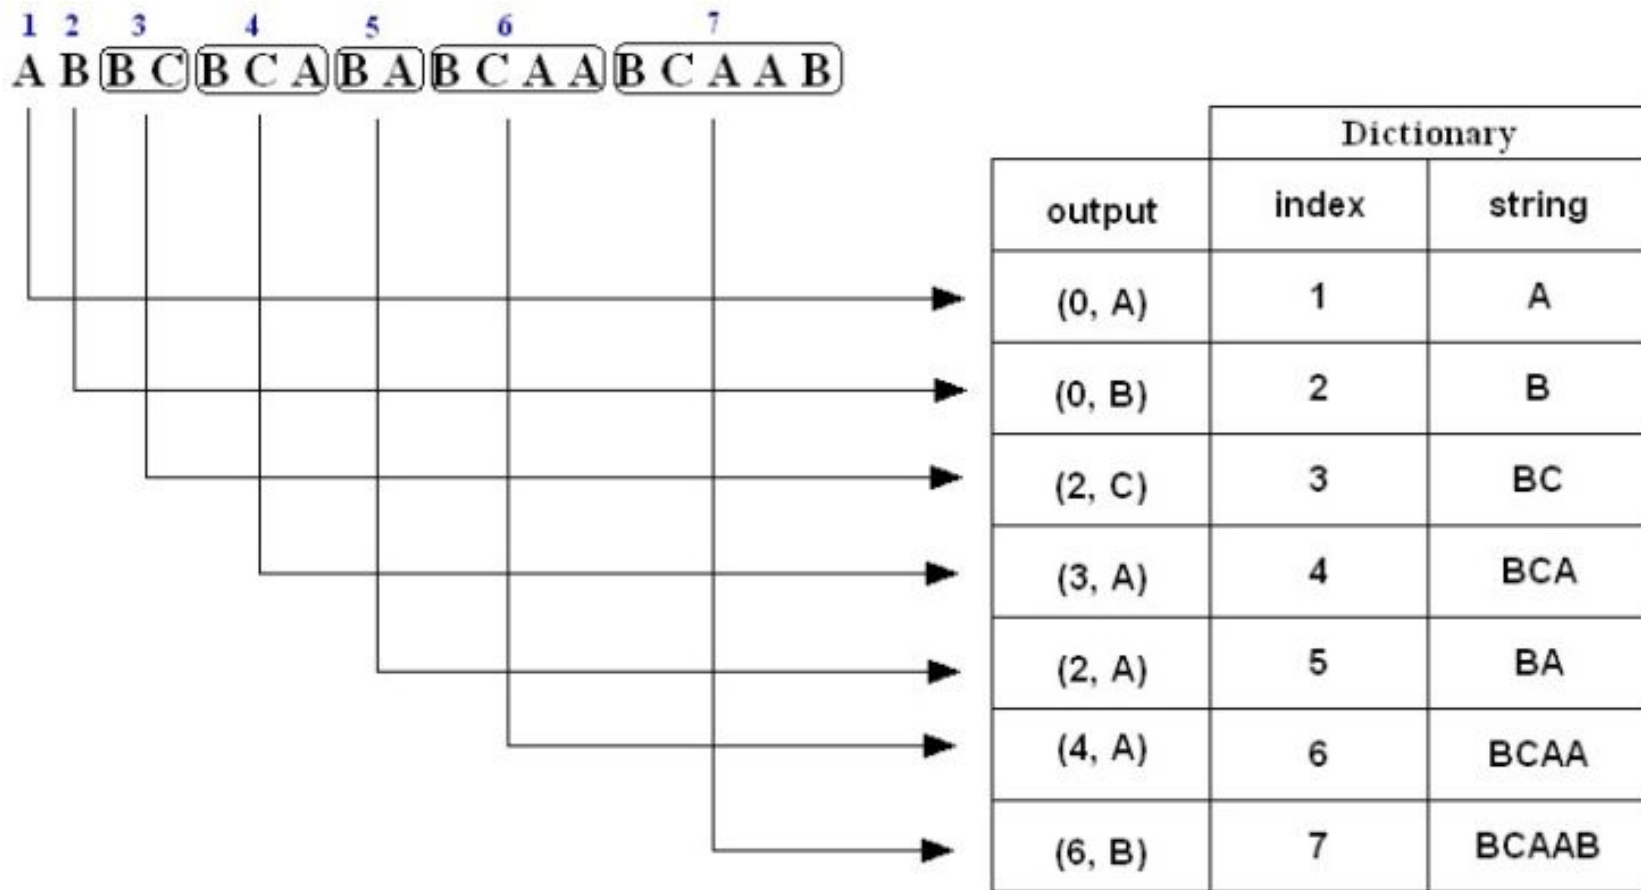 1 2 3 4 5 6 7
A B B C B C A B A B C A A B C A A B
Dictionary
output index string
(0, A) 1 A
(0, B) 2 B
(2, C) 3 BC
(3, A) 4 BCA
(2, A) 5 BA
(4, A) 6 BCAA
(6, B) 7 BCAAB